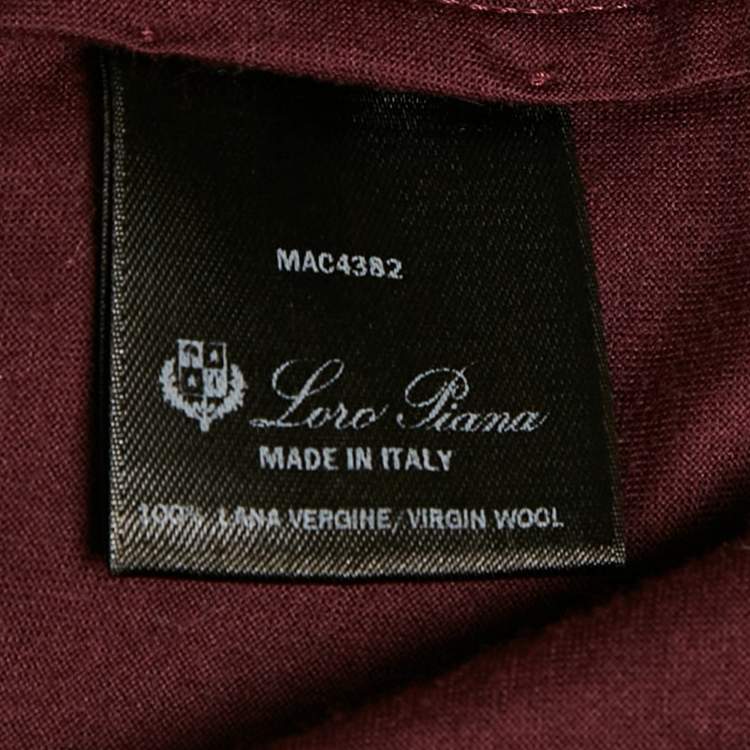 MAC4382
Loro Piana
MADE IN ITALY
100% LANA VERGINE/VIRGIN WOOL